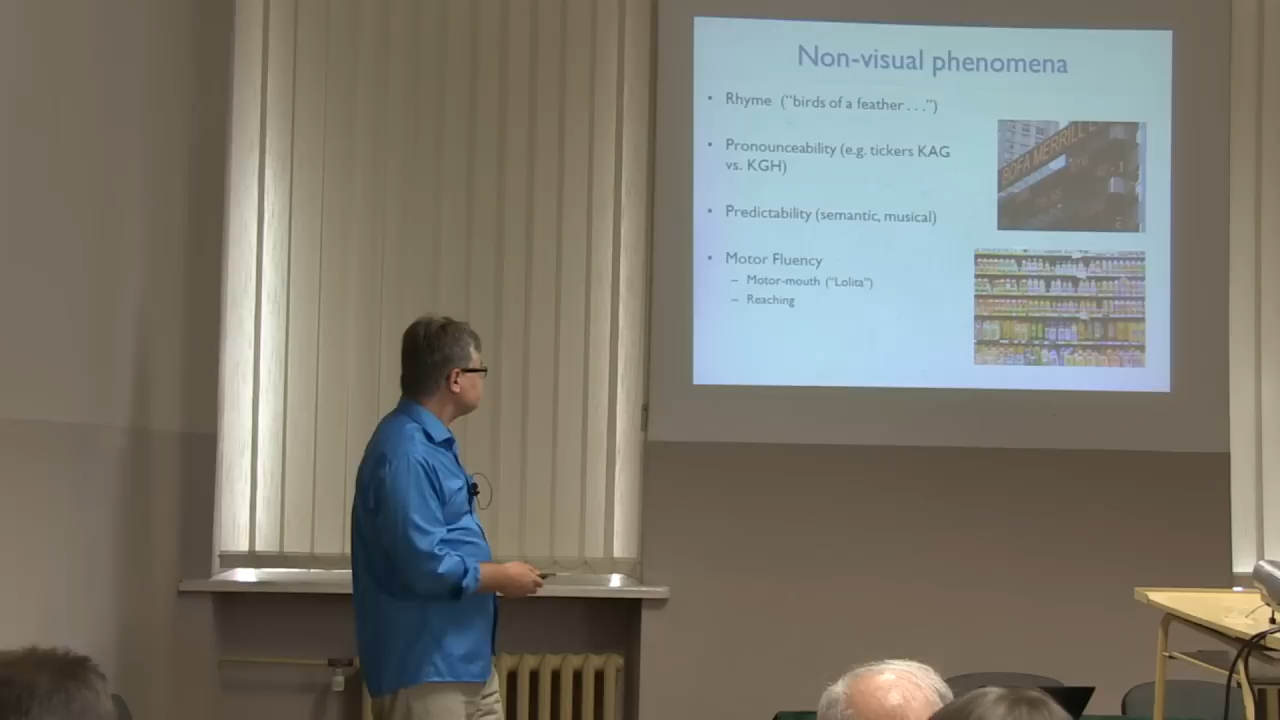 Non-visual phenomena
• Rhyme (“birds of a feather . . .”)
• Pronounceability (e.g. tickers KAG
vs. KGH)
• Predictability (semantic, musical)
• Motor Fluency
– Motor-mouth (“Lolita”)
– Reaching
BOFA MERRILL